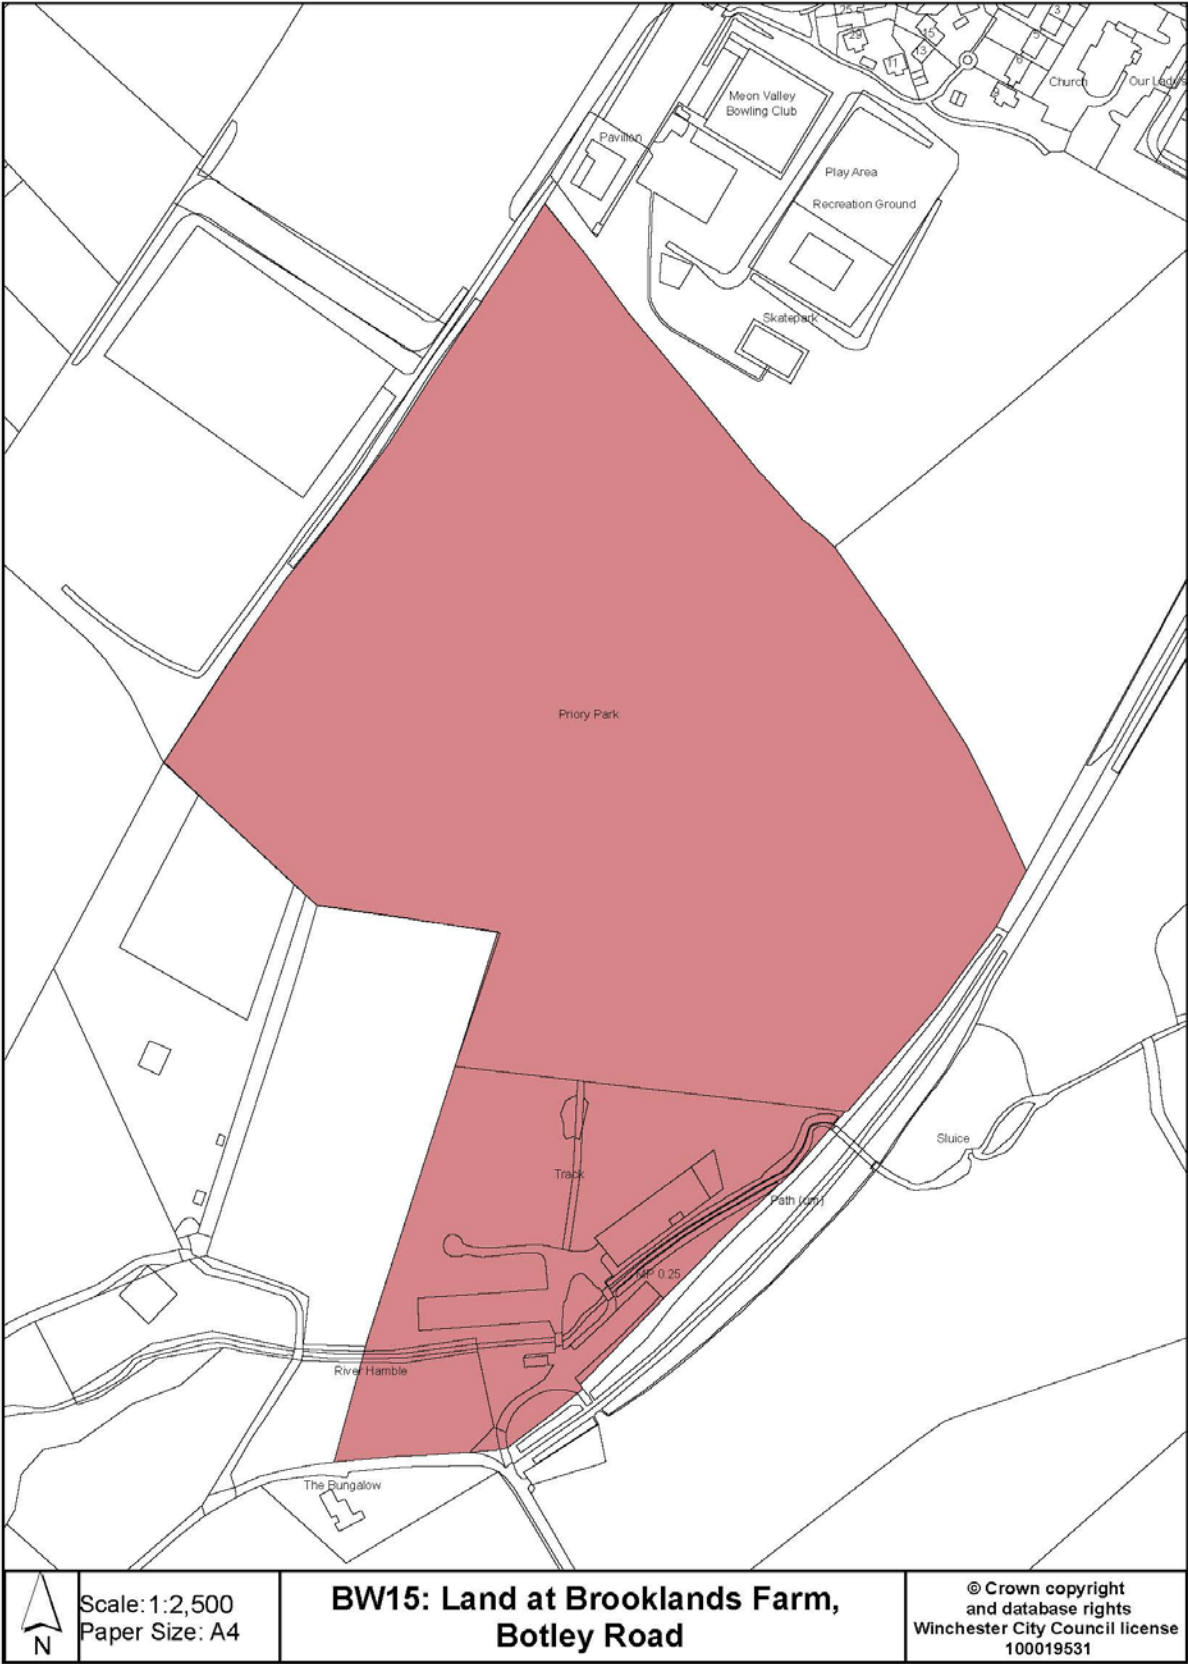 25
3
29
15
13
5
17
6
9
Church
Our Lady's
Meon Valley
Bowling Club
Pavilion
Play Area
Recreation Ground
Skatepark
Priory Park
Sluice
Track
Path (um)
MP 0.25
River Hamble
The Bungalow
N
Scale: 1:2,500
Paper Size: A4
BW15: Land at Brooklands Farm,
Botley Road
© Crown copyright
and database rights
Winchester City Council license
100019531